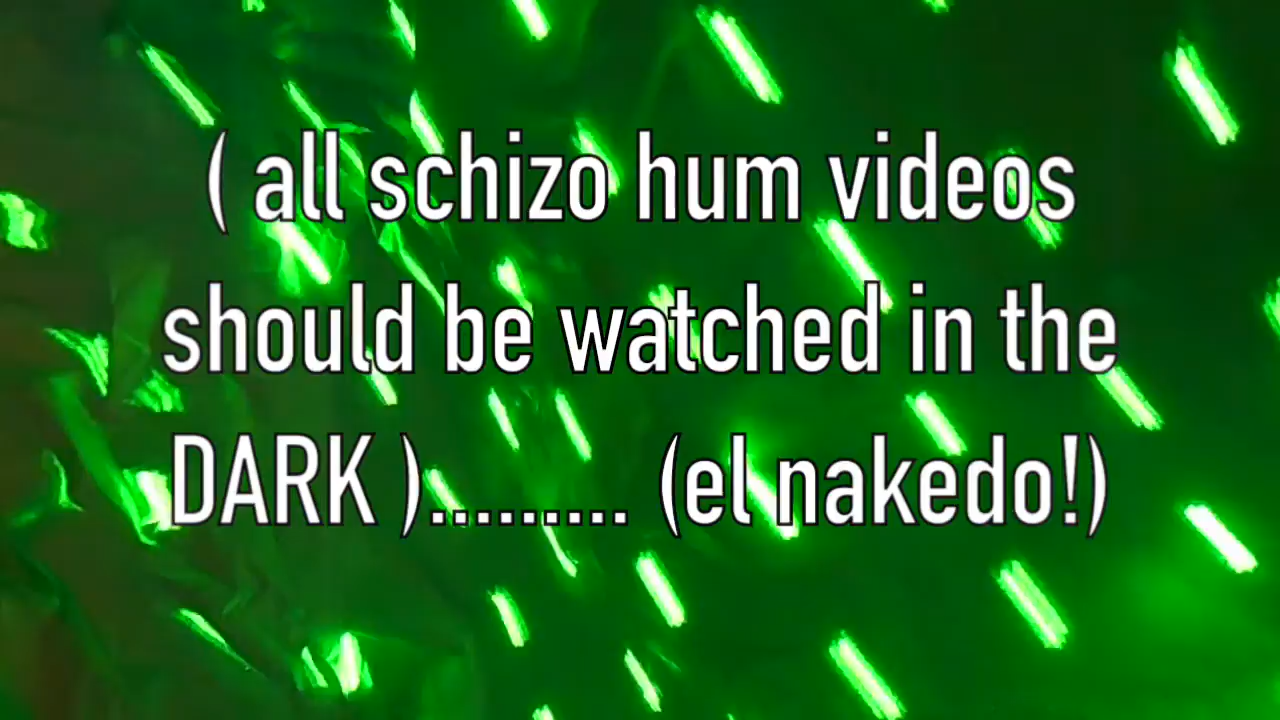 ( all schizo hum videos
should be watched in the
DARK )......... (el nakedo!)